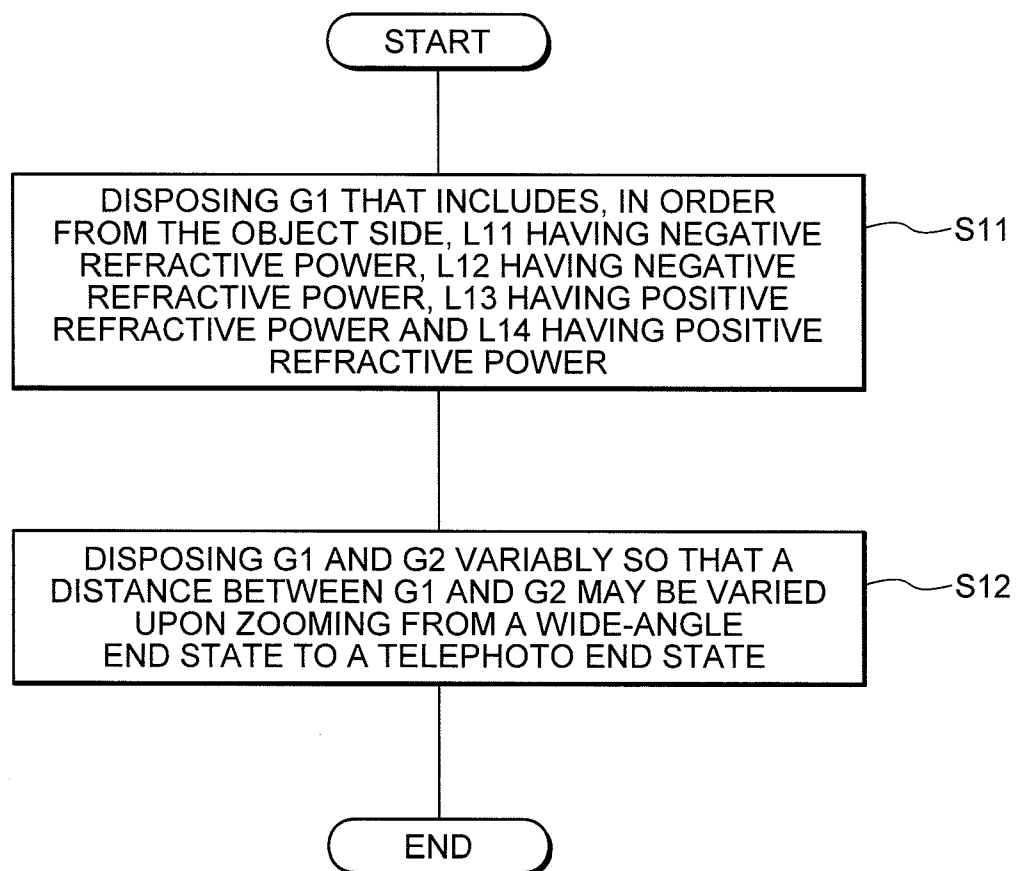 START
DISPOSING G1 THAT INCLUDES, IN ORDER
FROM THE OBJECT SIDE, L11 HAVING NEGATIVE
REFRACTIVE POWER, L12 HAVING NEGATIVE
REFRACTIVE POWER, L13 HAVING POSITIVE
REFRACTIVE POWER AND L14 HAVING POSITIVE
REFRACTIVE POWER
S11
DISPOSING G1 AND G2 VARIABLY SO THAT A
DISTANCE BETWEEN G1 AND G2 MAY BE VARIED
UPON ZOOMING FROM A WIDE-ANGLE
END STATE TO A TELEPHOTO END STATE
S12
END